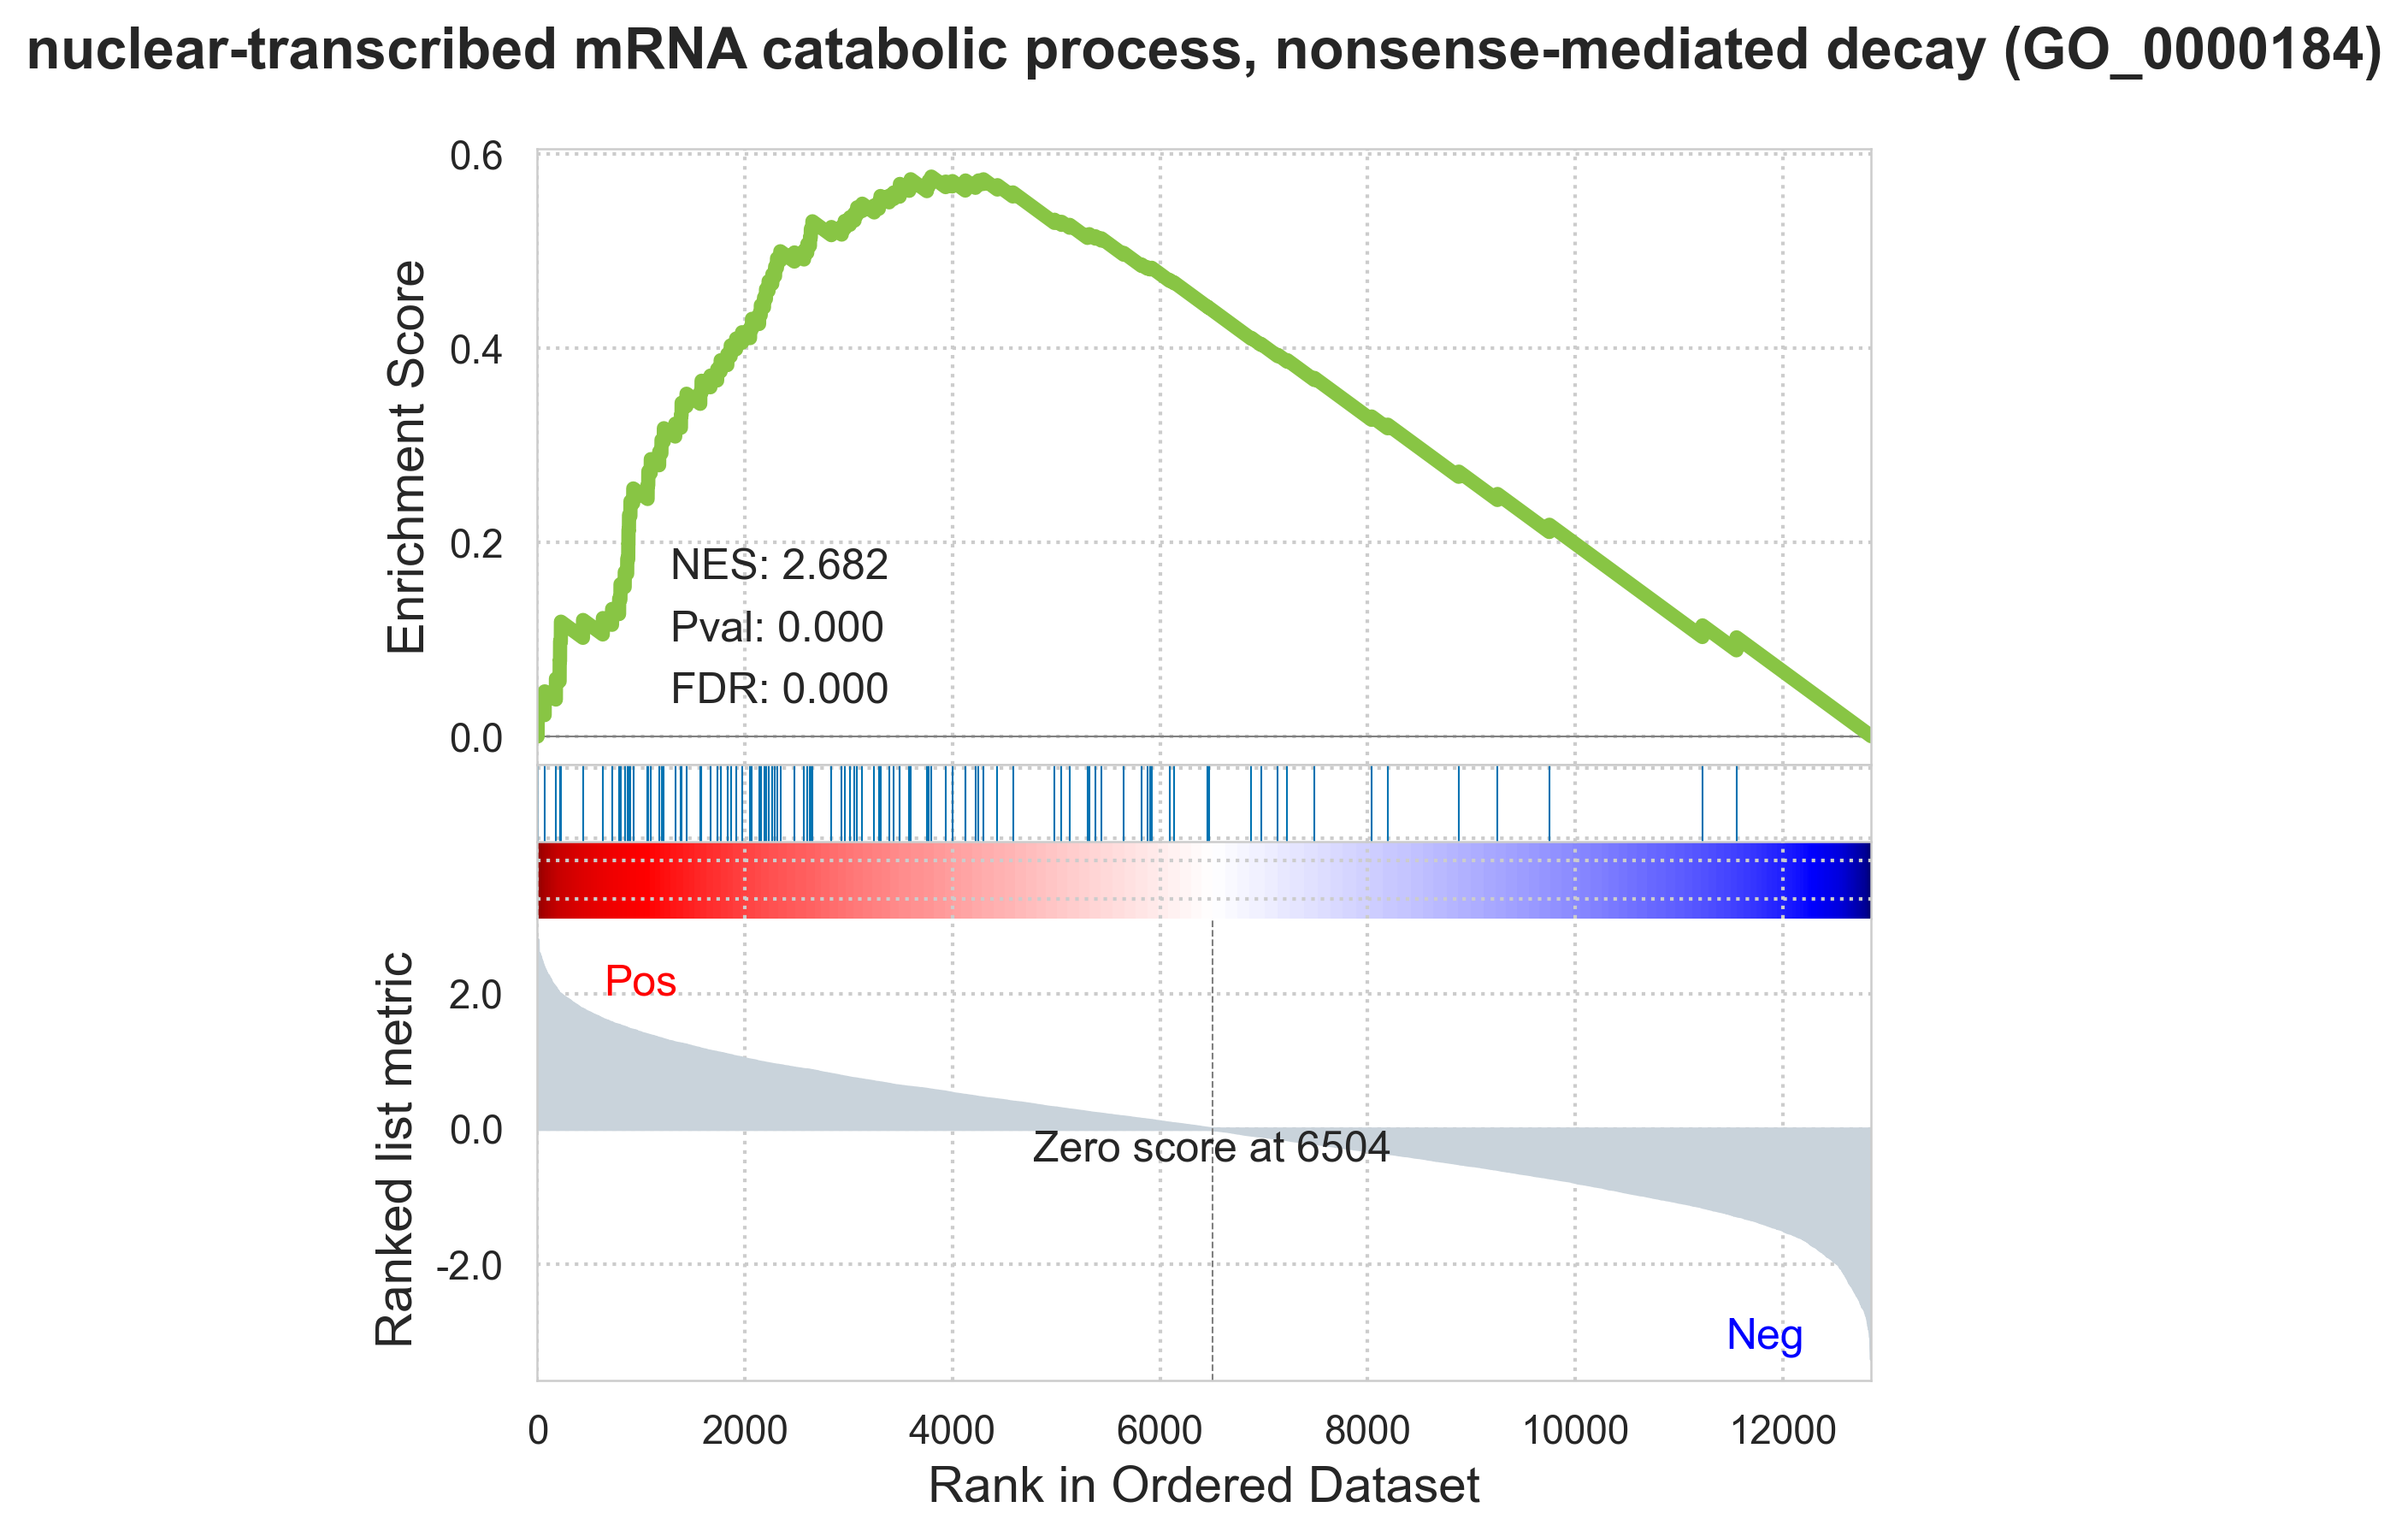 nuclear-transcribed mRNA catabolic process, nonsense-mediated decay (GO_0000184)
0.6
0.4
0.2
0.0
Enrichment Score
NES: 2.682
Pval: 0.000
FDR: 0.000
Pos
2.0
0.0
-2.0
Ranked list metric
Zero score at 6504
Neg
0 2000 4000 6000 8000 10000 12000
Rank in Ordered Dataset